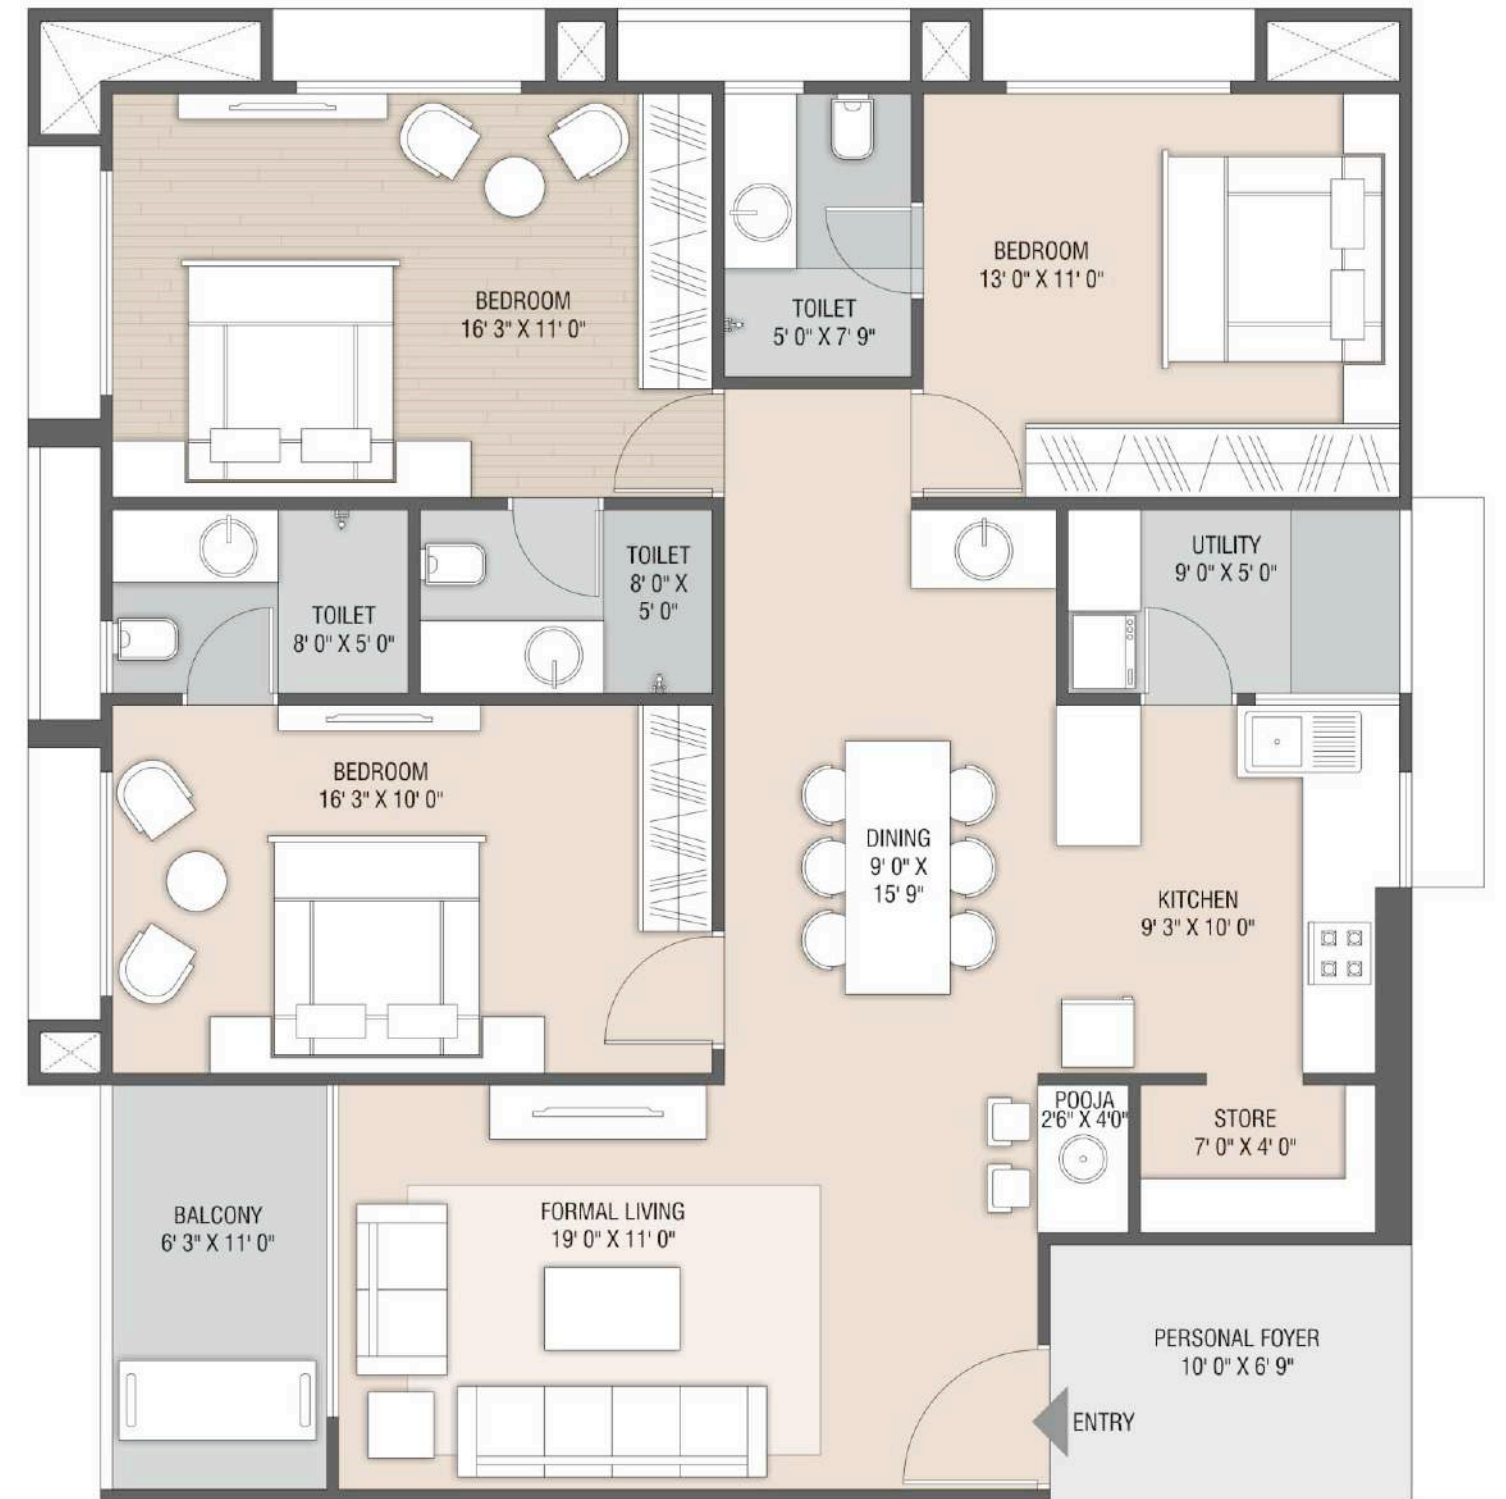 BEDROOM
16' 3" X 11' 0"
TOILET
5' 0" X 7' 9"
BEDROOM
13' 0" X 11' 0"
TOILET
8' 0" X 5' 0"
TOILET
8' 0" X
5' 0"
UTILITY
9' 0" X 5' 0"
BEDROOM
16' 3" X 10' 0"
DINING
9' 0" X
15' 9"
KITCHEN
9' 3" X 10' 0"
POOJA
2'6" X 4'0"
STORE
7' 0" X 4' 0"
BALCONY
6' 3" X 11' 0"
FORMAL LIVING
19' 0" X 11' 0"
PERSONAL FOYER
10' 0" X 6' 9"
ENTRY